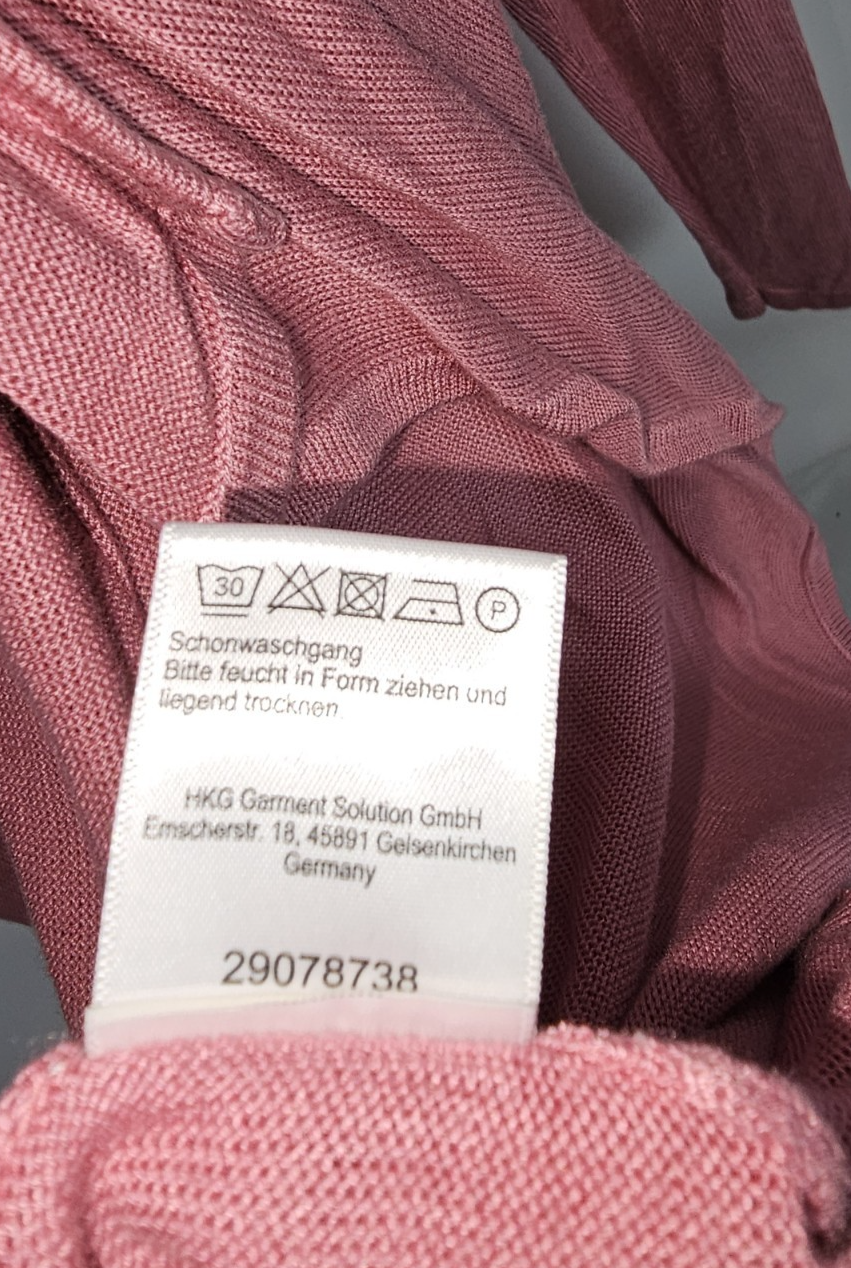 30 P
Schonwaschgang
Bitte feucht in Form ziehen und
liegend trocknen.
HKG Garment Solution GmbH
Emscherstr. 18, 45891 Gelsenkirchen
Germany
29078738